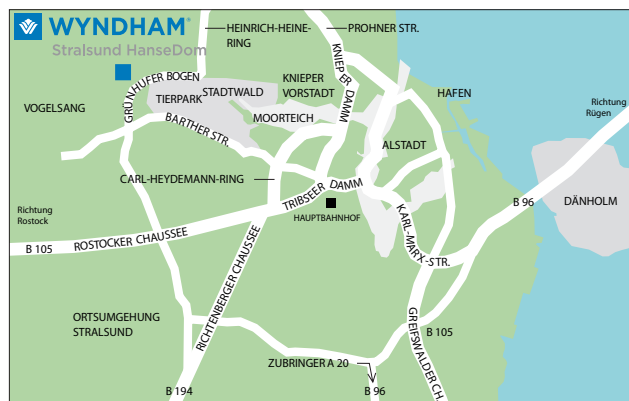 WYNDHAM®
Stralsund HanseDom
HEINRICH-HEINE-
RING
PROHNER STR.
KNIEPER DAMM
GRÜNHUFER BOGEN
TIERPARK
STADTWALD
KNIEPER
VORSTADT
HAFEN
VOGELSANG
MOORTEICH
BARTHER STR.
ALSTADT
Richtung
Rügen
CARL-HEYDEMANN-RING
TRIBSEER DAMM
B 96
DÄNHOLM
Richtung
Rostock
HAUPTBAHNHOF
KARL-MARX-STR.
B 105
ROSTOCKER CHAUSSEE
RICHTENBERGER CHAUSSEE
ORTSUMGEHUNG
STRALSUND
GREIFSWALDER CH.
B 105
ZUBRINGER A 20
B 194
B 96